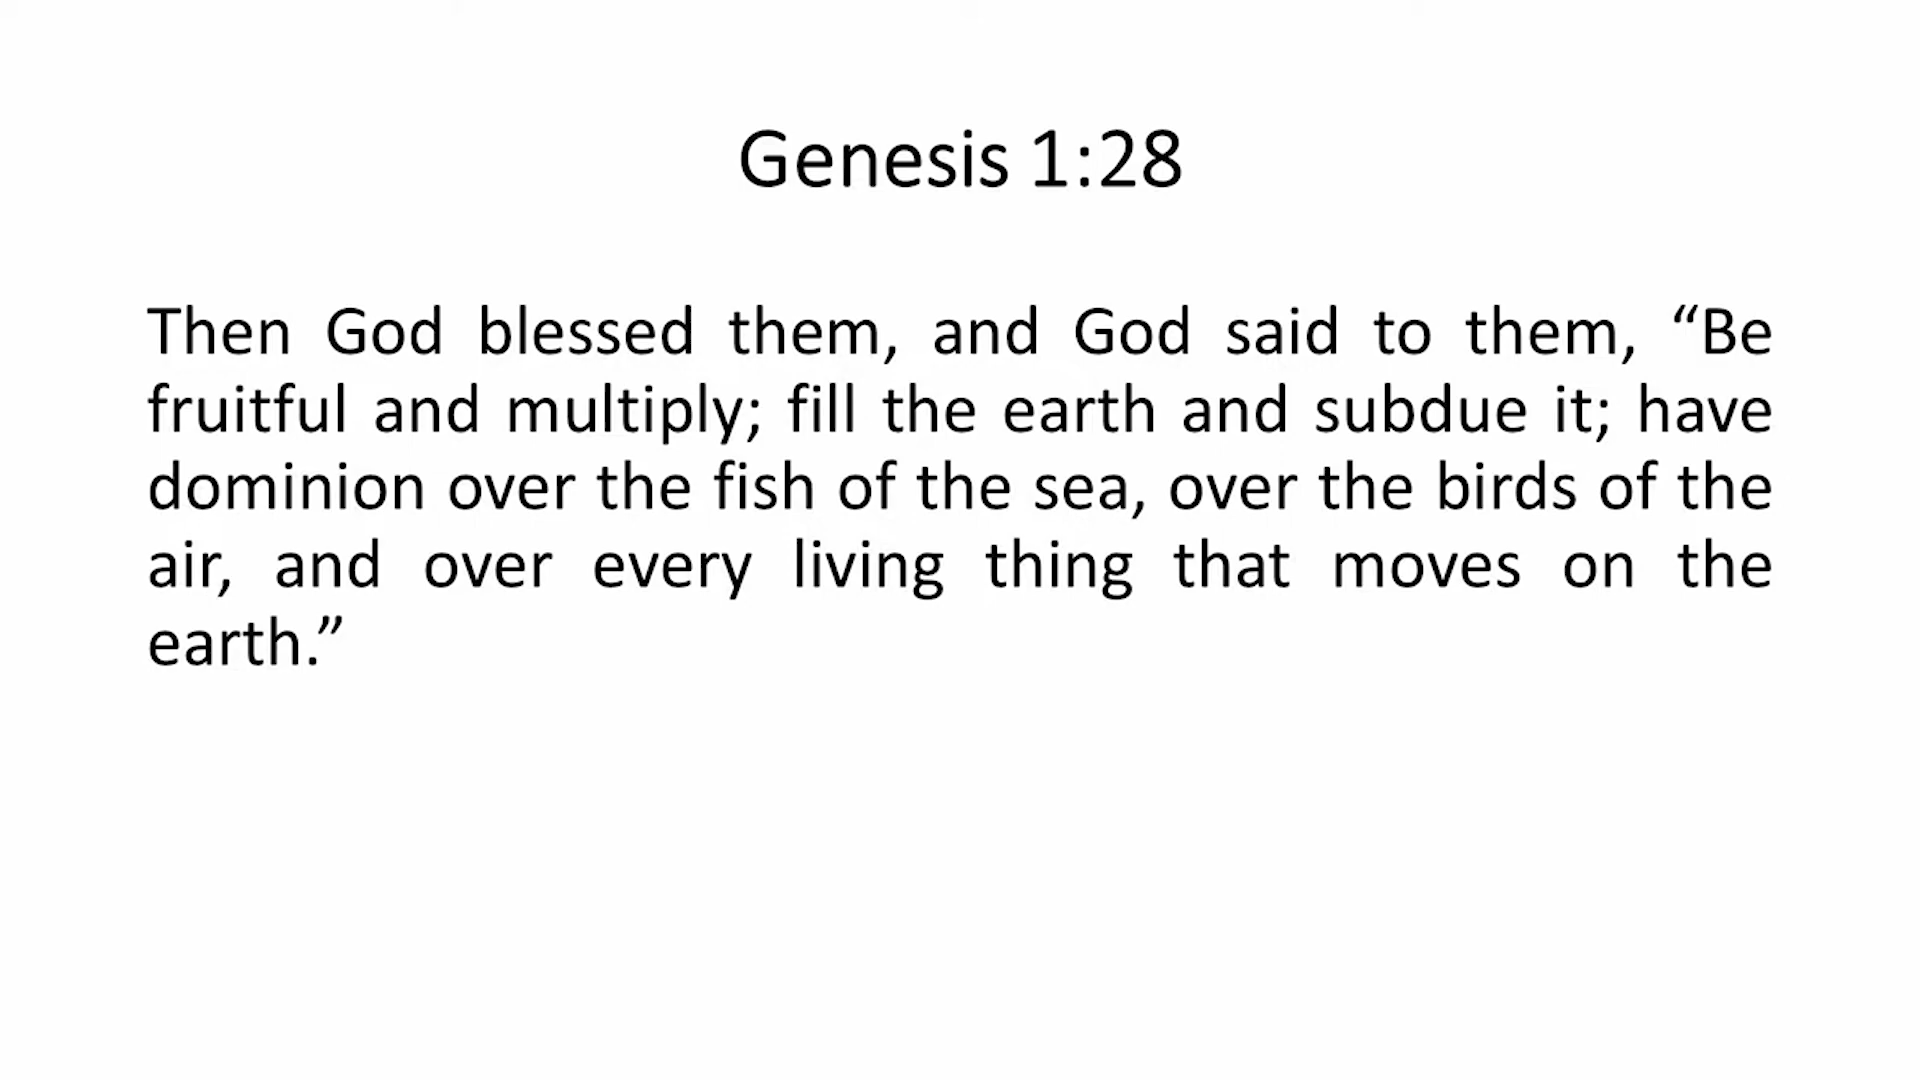 Genesis 1:28
Then God blessed them, and God said to them, “Be
fruitful and multiply; fill the earth and subdue it; have
dominion over the fish of the sea, over the birds of the
air, and over every living thing that moves on the
earth.”